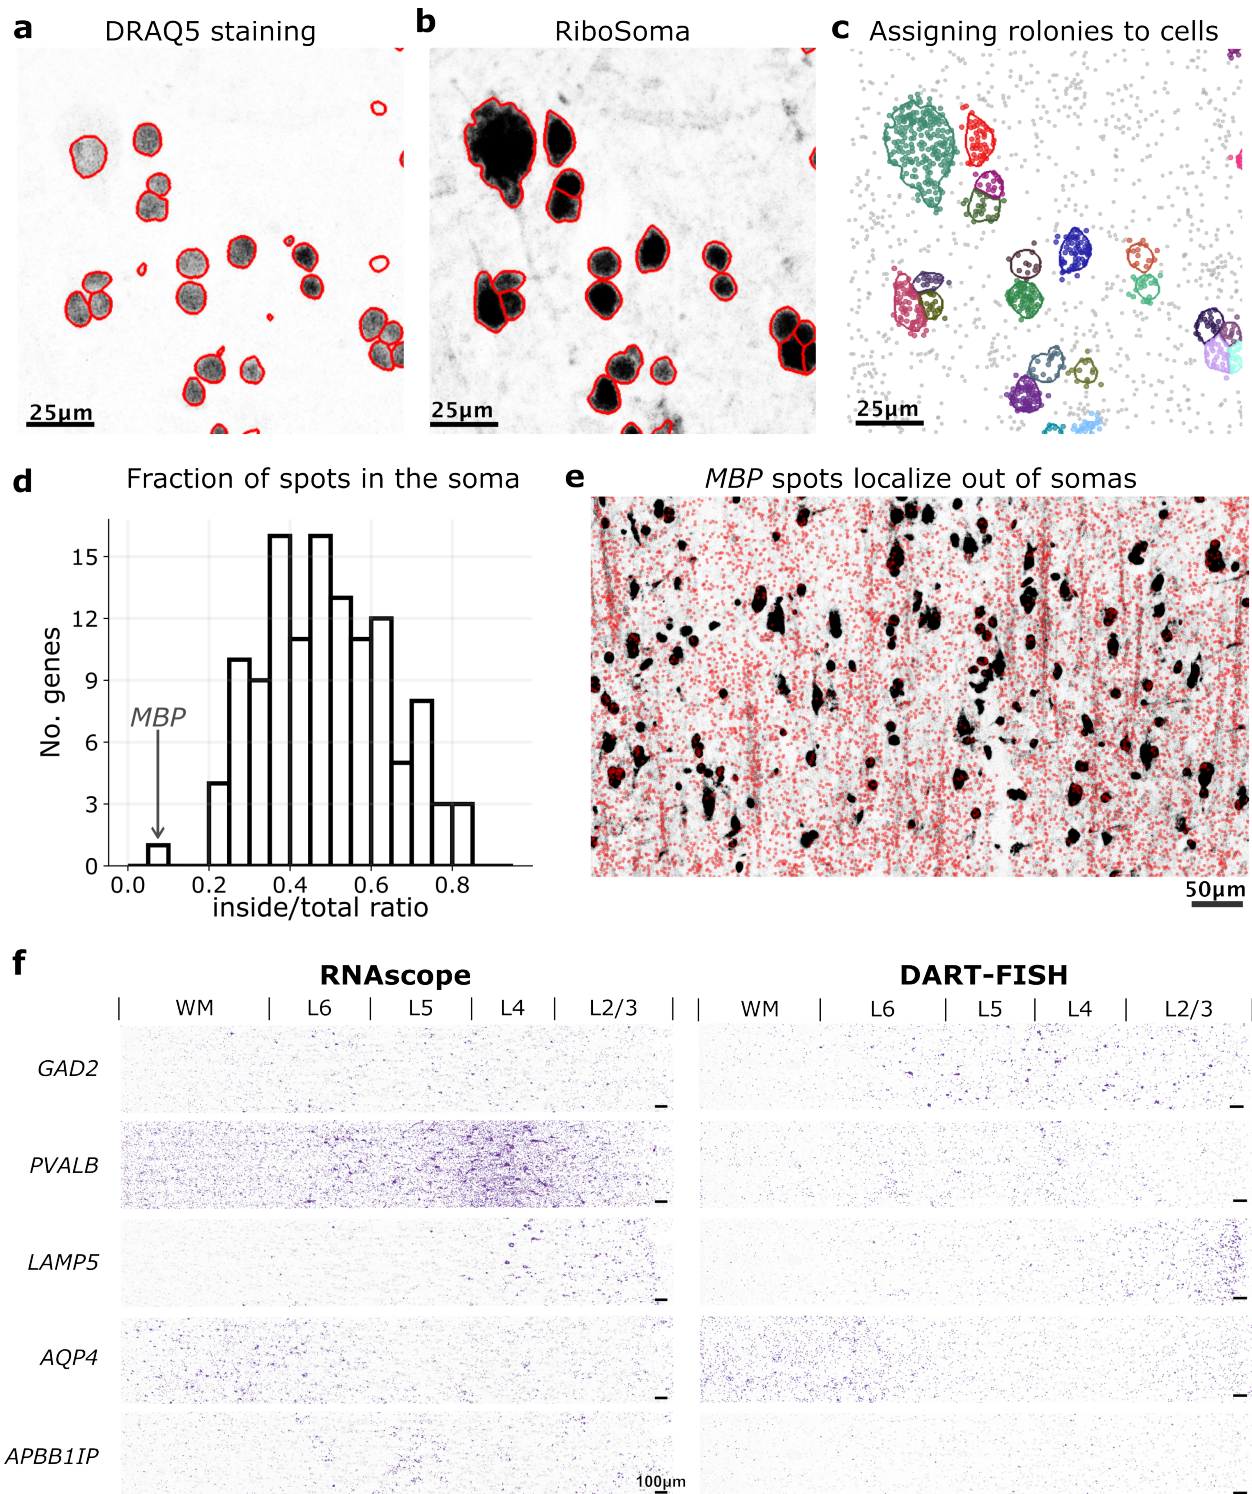 a DRAQ5 staining
25µm
b RiboSoma
25µm
c Assigning rolonies to cells
25µm
d Fraction of spots in the soma
No. genes
15
12
9
6
3
0
MBP
0.0 0.2 0.4 0.6 0.8
inside/total ratio
e MBP spots localize out of somas
50µm
f
RNAscope DART-FISH
| WM | L6 | L5 | L4 | L2/3 | | WM | L6 | L5 | L4 | L2/3 |
GAD2
PVALB
LAMP5
AQP4
APBB1IP
100µm